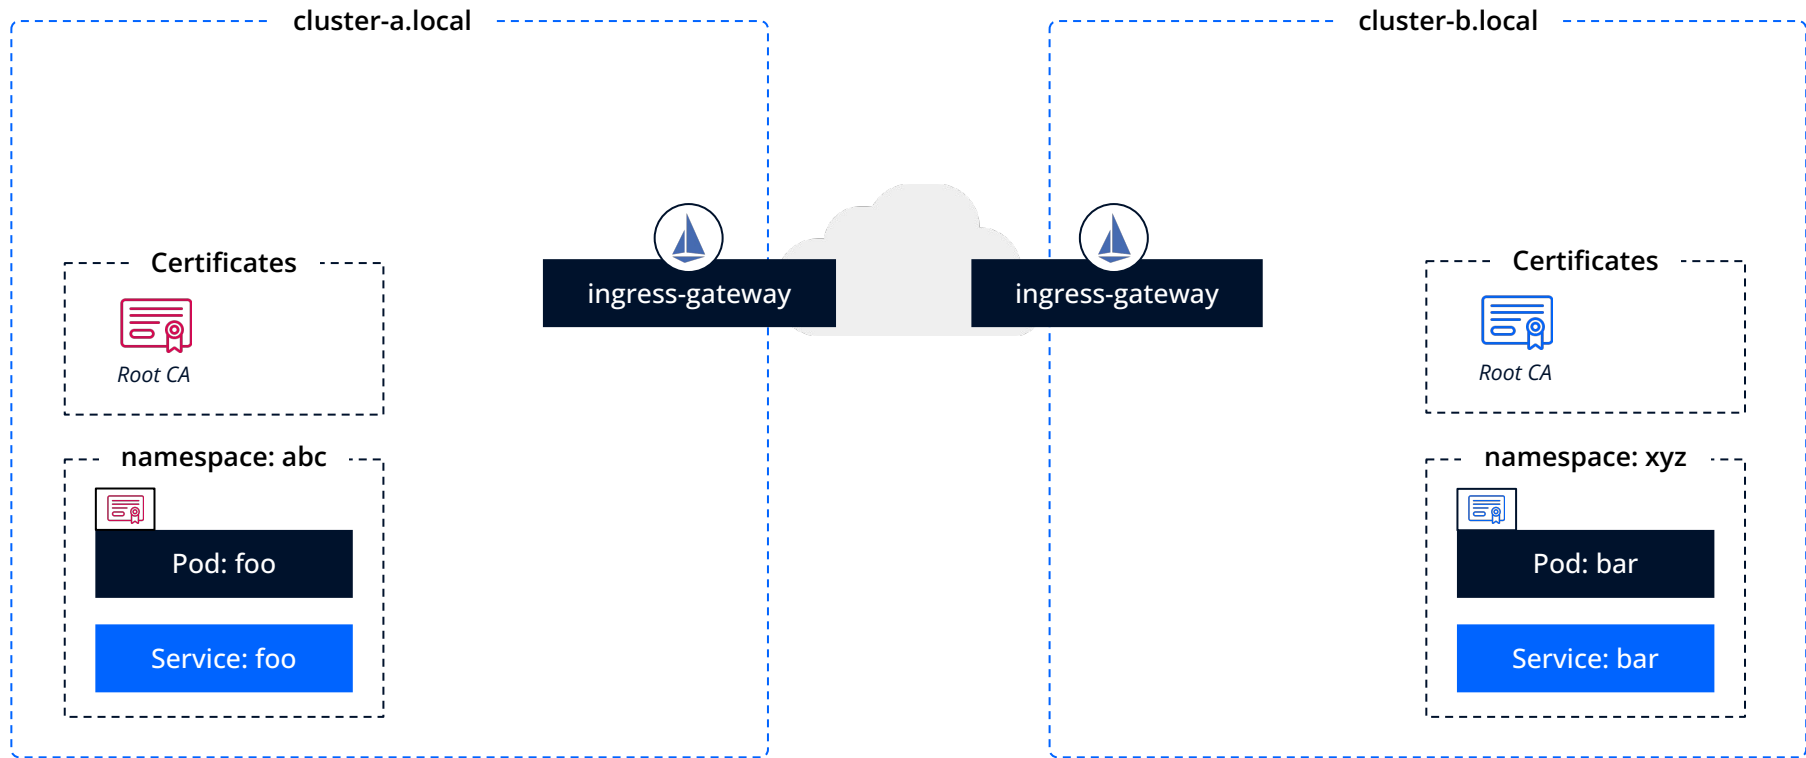 cluster-a.local
cluster-b.local
ingress-gateway
ingress-gateway
Certificates
Root CA
namespace: abc
Pod: foo
Service: foo
Certificates
Root CA
namespace: xyz
Pod: bar
Service: bar